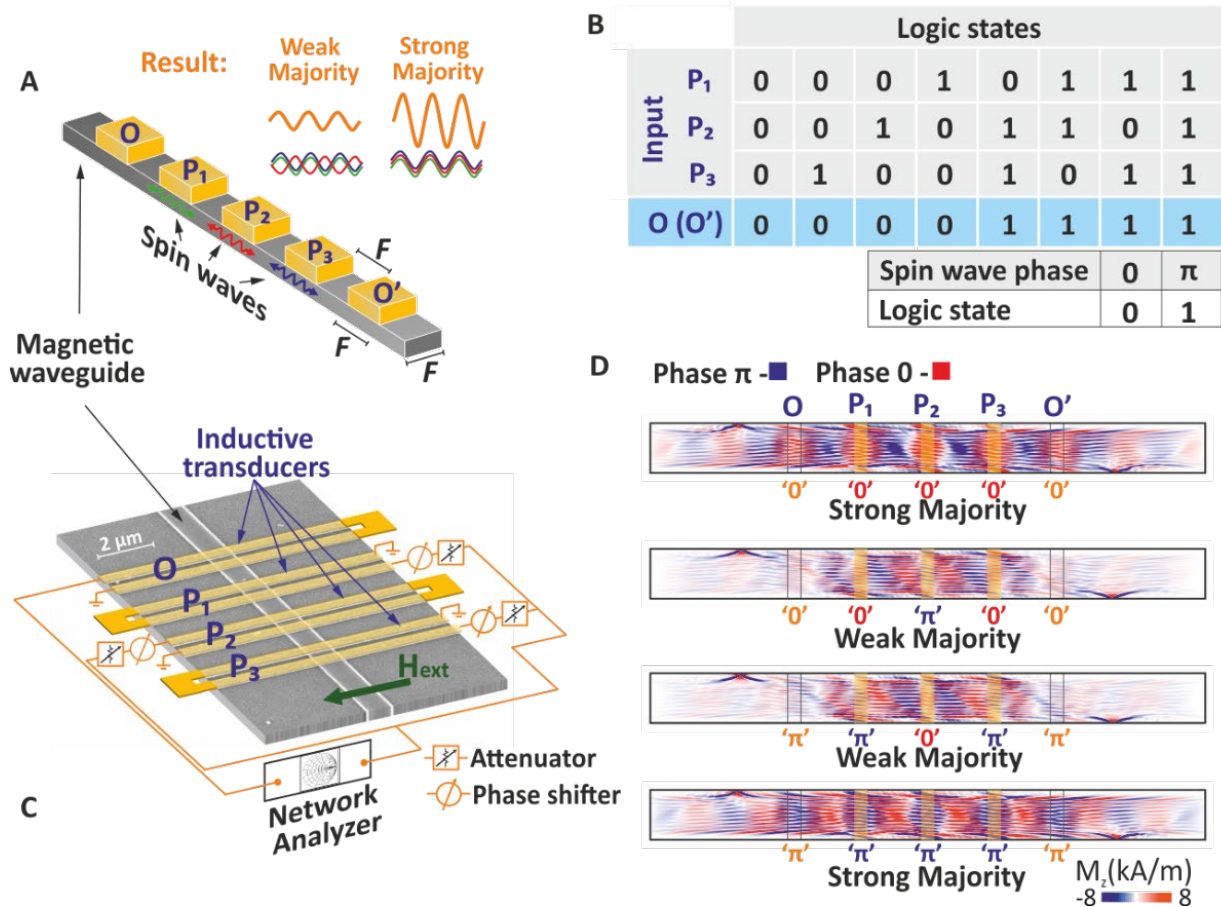 A
Result:
Weak
Majority
Strong
Majority
O
P₁
P₂
P₃
O'
Spin waves
F
F
F
Magnetic
waveguide
B
Logic states
Input
P₁ 0 0 0 1 0 1 1 1
P₂ 0 0 1 0 1 1 0 1
P₃ 0 1 0 0 1 0 1 1
O (O') 0 0 0 0 1 1 1 1
Spin wave phase 0 π
Logic state 0 1
C
Inductive
transducers
2 μm
O
P₁
P₂
P₃
Hext
Network
Analyzer
Attenuator
Phase shifter
D
Phase π - Phase 0 -
O P₁ P₂ P₃ O'
'0' '0' '0' '0' '0'
Strong Majority
'0' '0' 'π' '0' '0'
Weak Majority
'π' 'π' '0' 'π' 'π'
Weak Majority
'π' 'π' 'π' 'π' 'π'
Strong Majority
Mz(kA/m)
-8 8